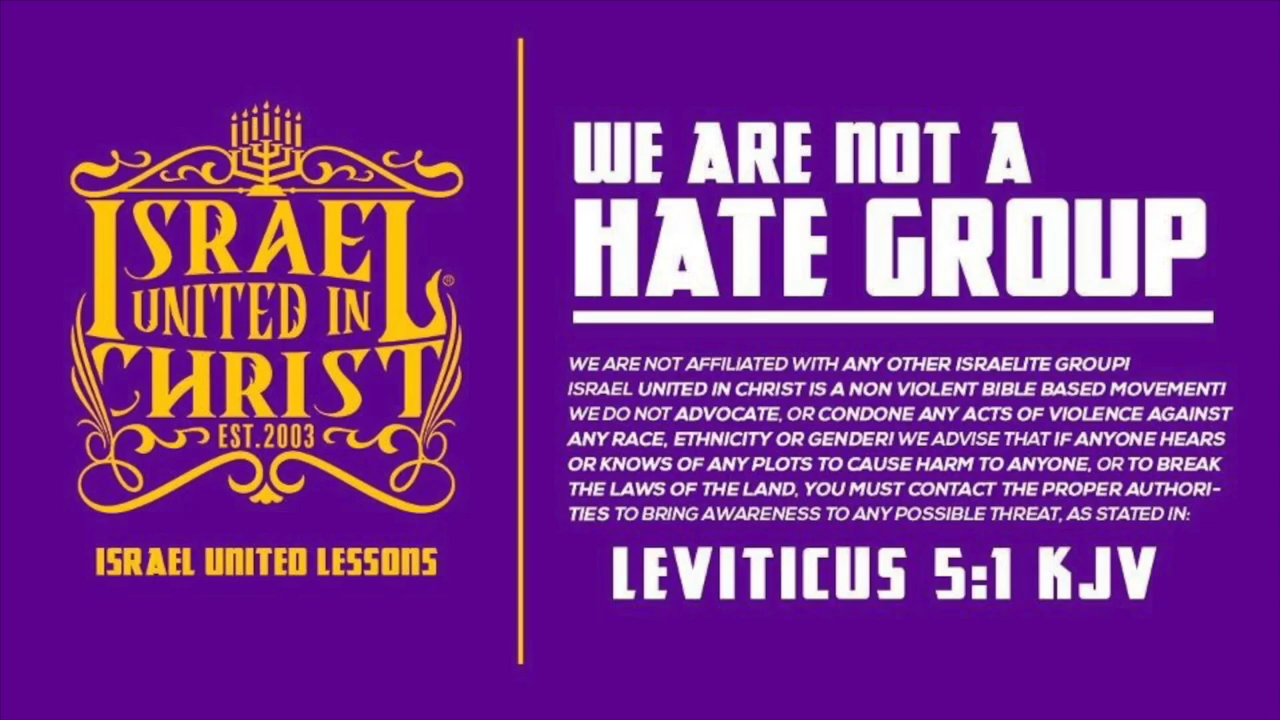 ISRAEL
UNITED IN
CHRIST
EST. 2003
ISRAEL UNITED LESSONS
WE ARE NOT A
HATE GROUP
WE ARE NOT AFFILIATED WITH ANY OTHER ISRAELITE GROUP!
ISRAEL UNITED IN CHRIST IS A NON VIOLENT BIBLE BASED MOVEMENT!
WE DO NOT ADVOCATE, OR CONDONE ANY ACTS OF VIOLENCE AGAINST
ANY RACE, ETHNICITY OR GENDER! WE ADVISE THAT IF ANYONE HEARS
OR KNOWS OF ANY PLOTS TO CAUSE HARM TO ANYONE, OR TO BREAK
THE LAWS OF THE LAND, YOU MUST CONTACT THE PROPER AUTHORI-
TIES TO BRING AWARENESS TO ANY POSSIBLE THREAT, AS STATED IN:
LEVITICUS 5:1 KJV